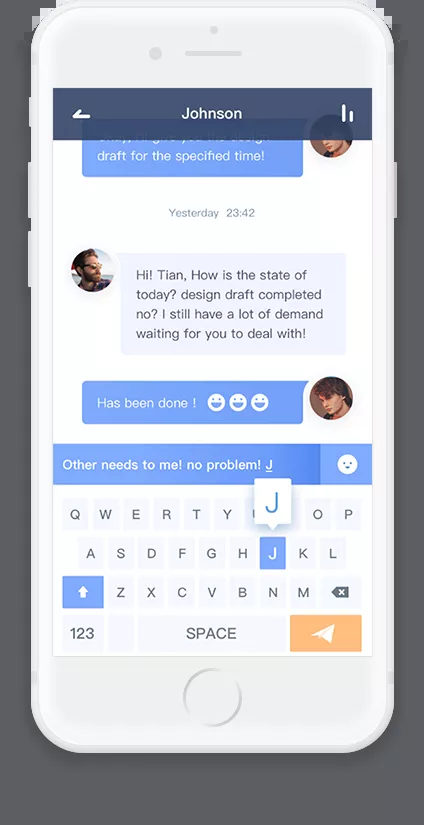 Johnson
draft for the specified time!
Yesterday 23:42
Hi! Tian, How is the state of
today? design draft completed
no? I still have a lot of demand
waiting for you to deal with!
Has been done !
Other needs to me! no problem! J
J
Q W E R T Y O P
A S D F G H J K L
Z X C V B N M
123 SPACE